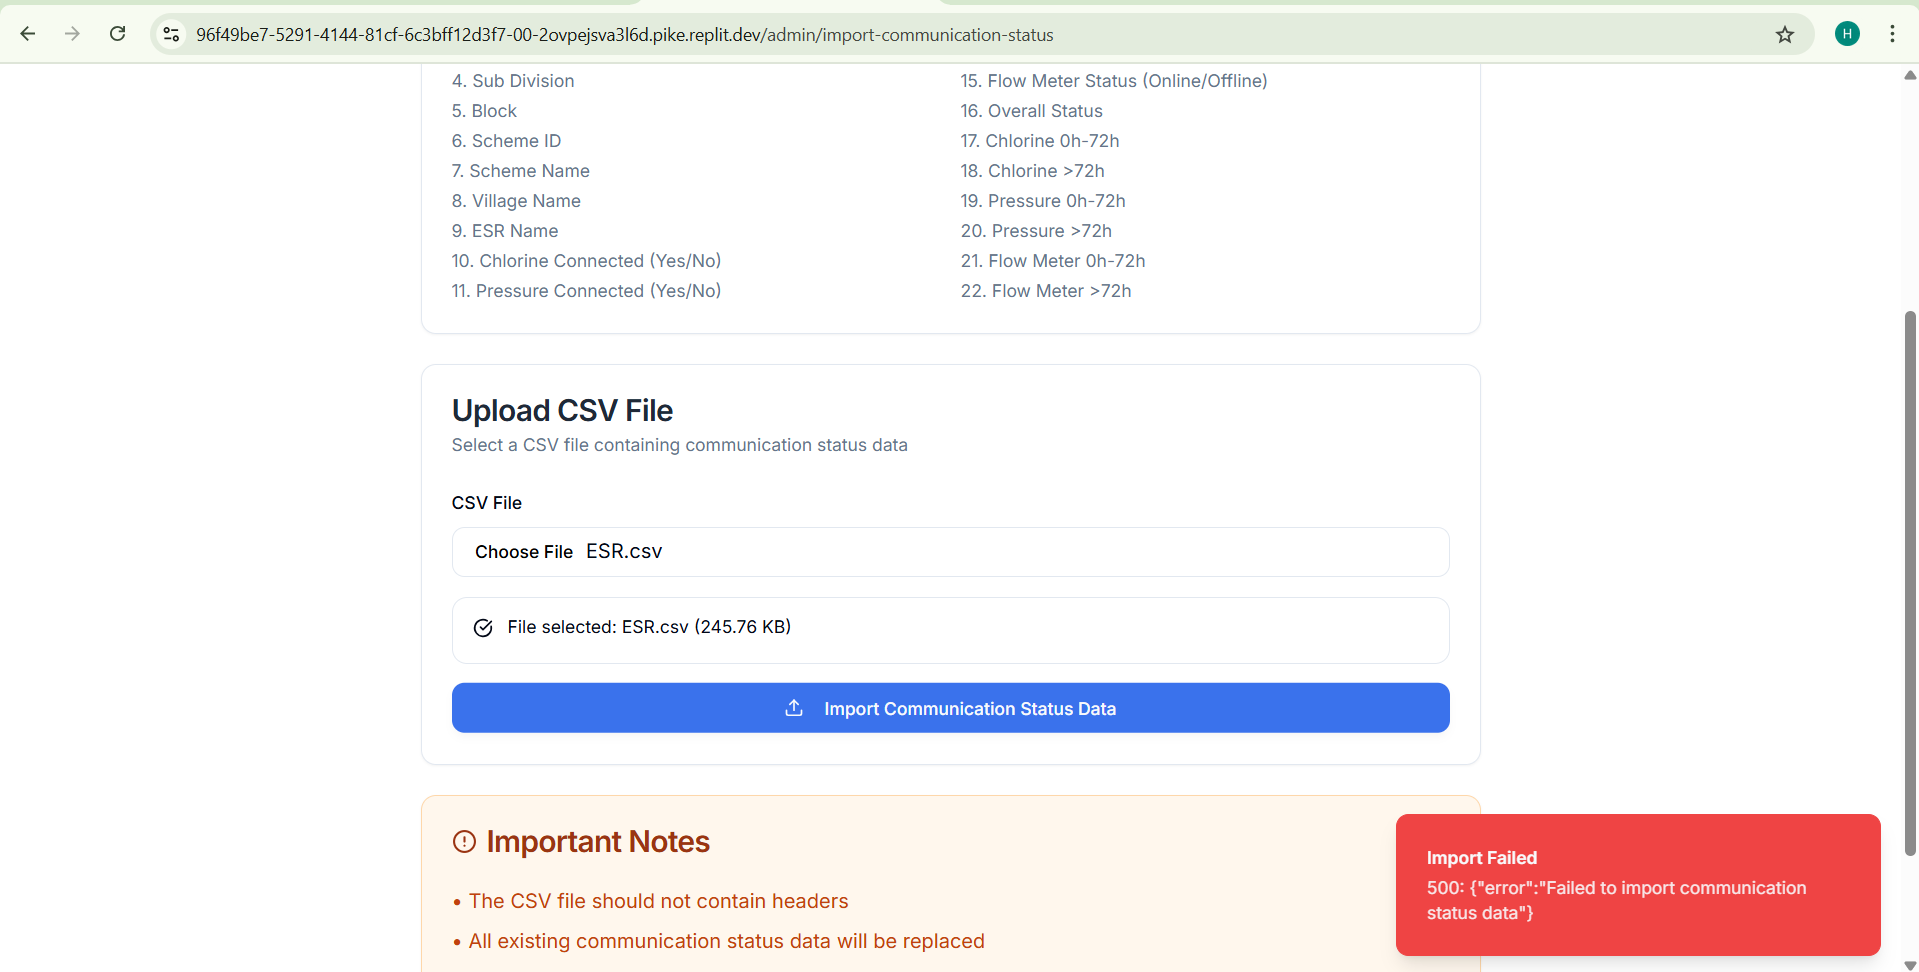 96f49be7-5291-4144-81cf-6c3bff12d3f7-00-2ovpejsva3l6d.pike.replit.dev/admin/import-communication-status
H
4. Sub Division
5. Block
6. Scheme ID
7. Scheme Name
8. Village Name
9. ESR Name
10. Chlorine Connected (Yes/No)
11. Pressure Connected (Yes/No)
15. Flow Meter Status (Online/Offline)
16. Overall Status
17. Chlorine 0h-72h
18. Chlorine >72h
19. Pressure 0h-72h
20. Pressure >72h
21. Flow Meter 0h-72h
22. Flow Meter >72h
Upload CSV File
Select a CSV file containing communication status data
CSV File
Choose File ESR.csv
File selected: ESR.csv (245.76 KB)
Import Communication Status Data
Important Notes
• The CSV file should not contain headers
• All existing communication status data will be replaced
Import Failed
500: {"error":"Failed to import communication
status data"}